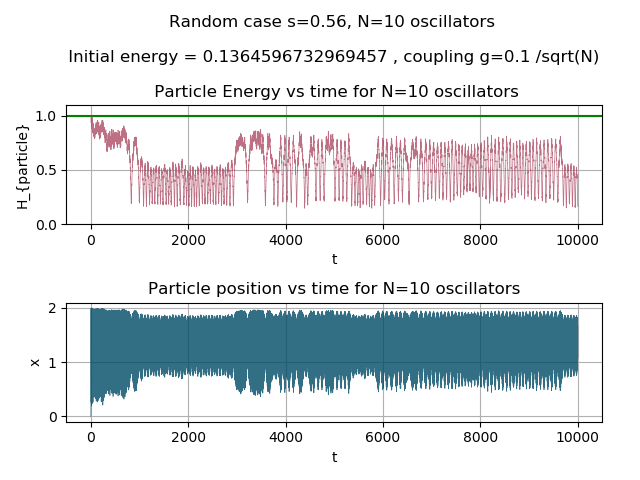 Random case s=0.56, N=10 oscillators
Initial energy = 0.1364596732969457 , coupling g=0.1 /sqrt(N)
Particle Energy vs time for N=10 oscillators
H_{particle}
1.0
0.5
0.0
0 2000 4000 6000 8000 10000
t
Particle position vs time for N=10 oscillators
x
2
1
0
0 2000 4000 6000 8000 10000
t